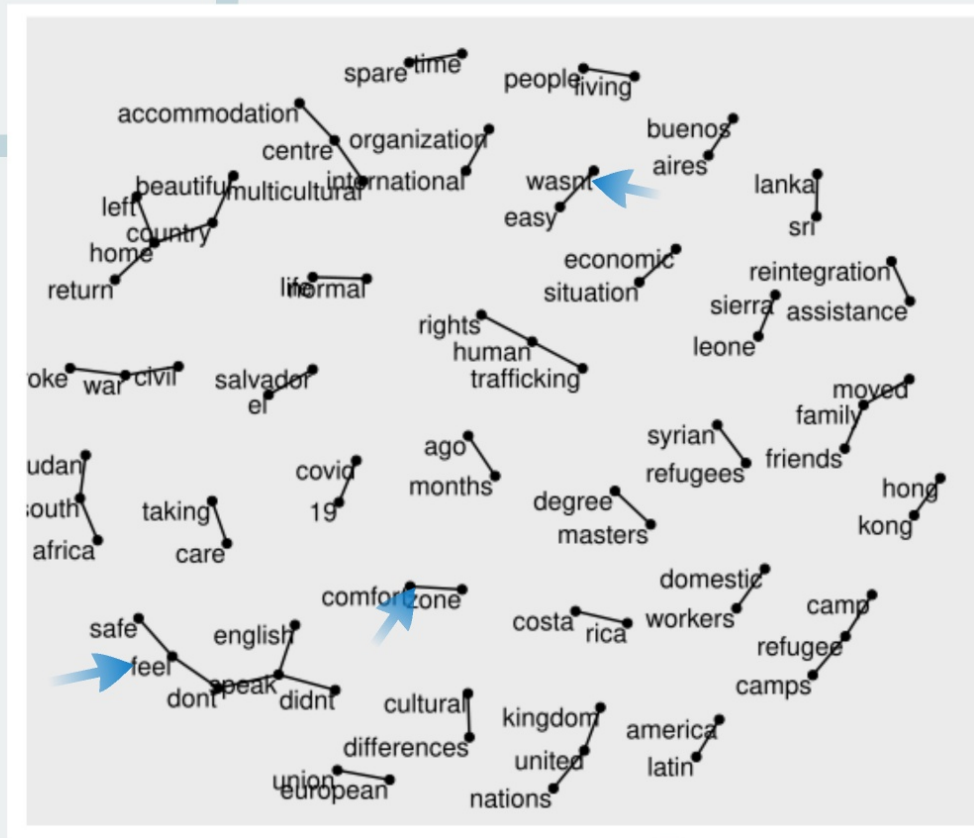 spare time
people living
accommodation
centre
organization
buenos
aires
international
multicultural
beautiful
left
country
home
return
wasnt
easy
lanka
sri
economic
situation
reintegration
assistance
life normal
sierra
leone
rights
human
trafficking
oke war civil
salvador
el
moved
family
friends
ago
months
syrian
refugees
udan
south
africa
covid
19
taking
care
degree
masters
hong
kong
comfort zone
domestic
workers
costa rica
camp
refugee
camps
safe
feel
english
dont speak didnt
cultural
differences
kingdom
united
nations
america
latin
union
european